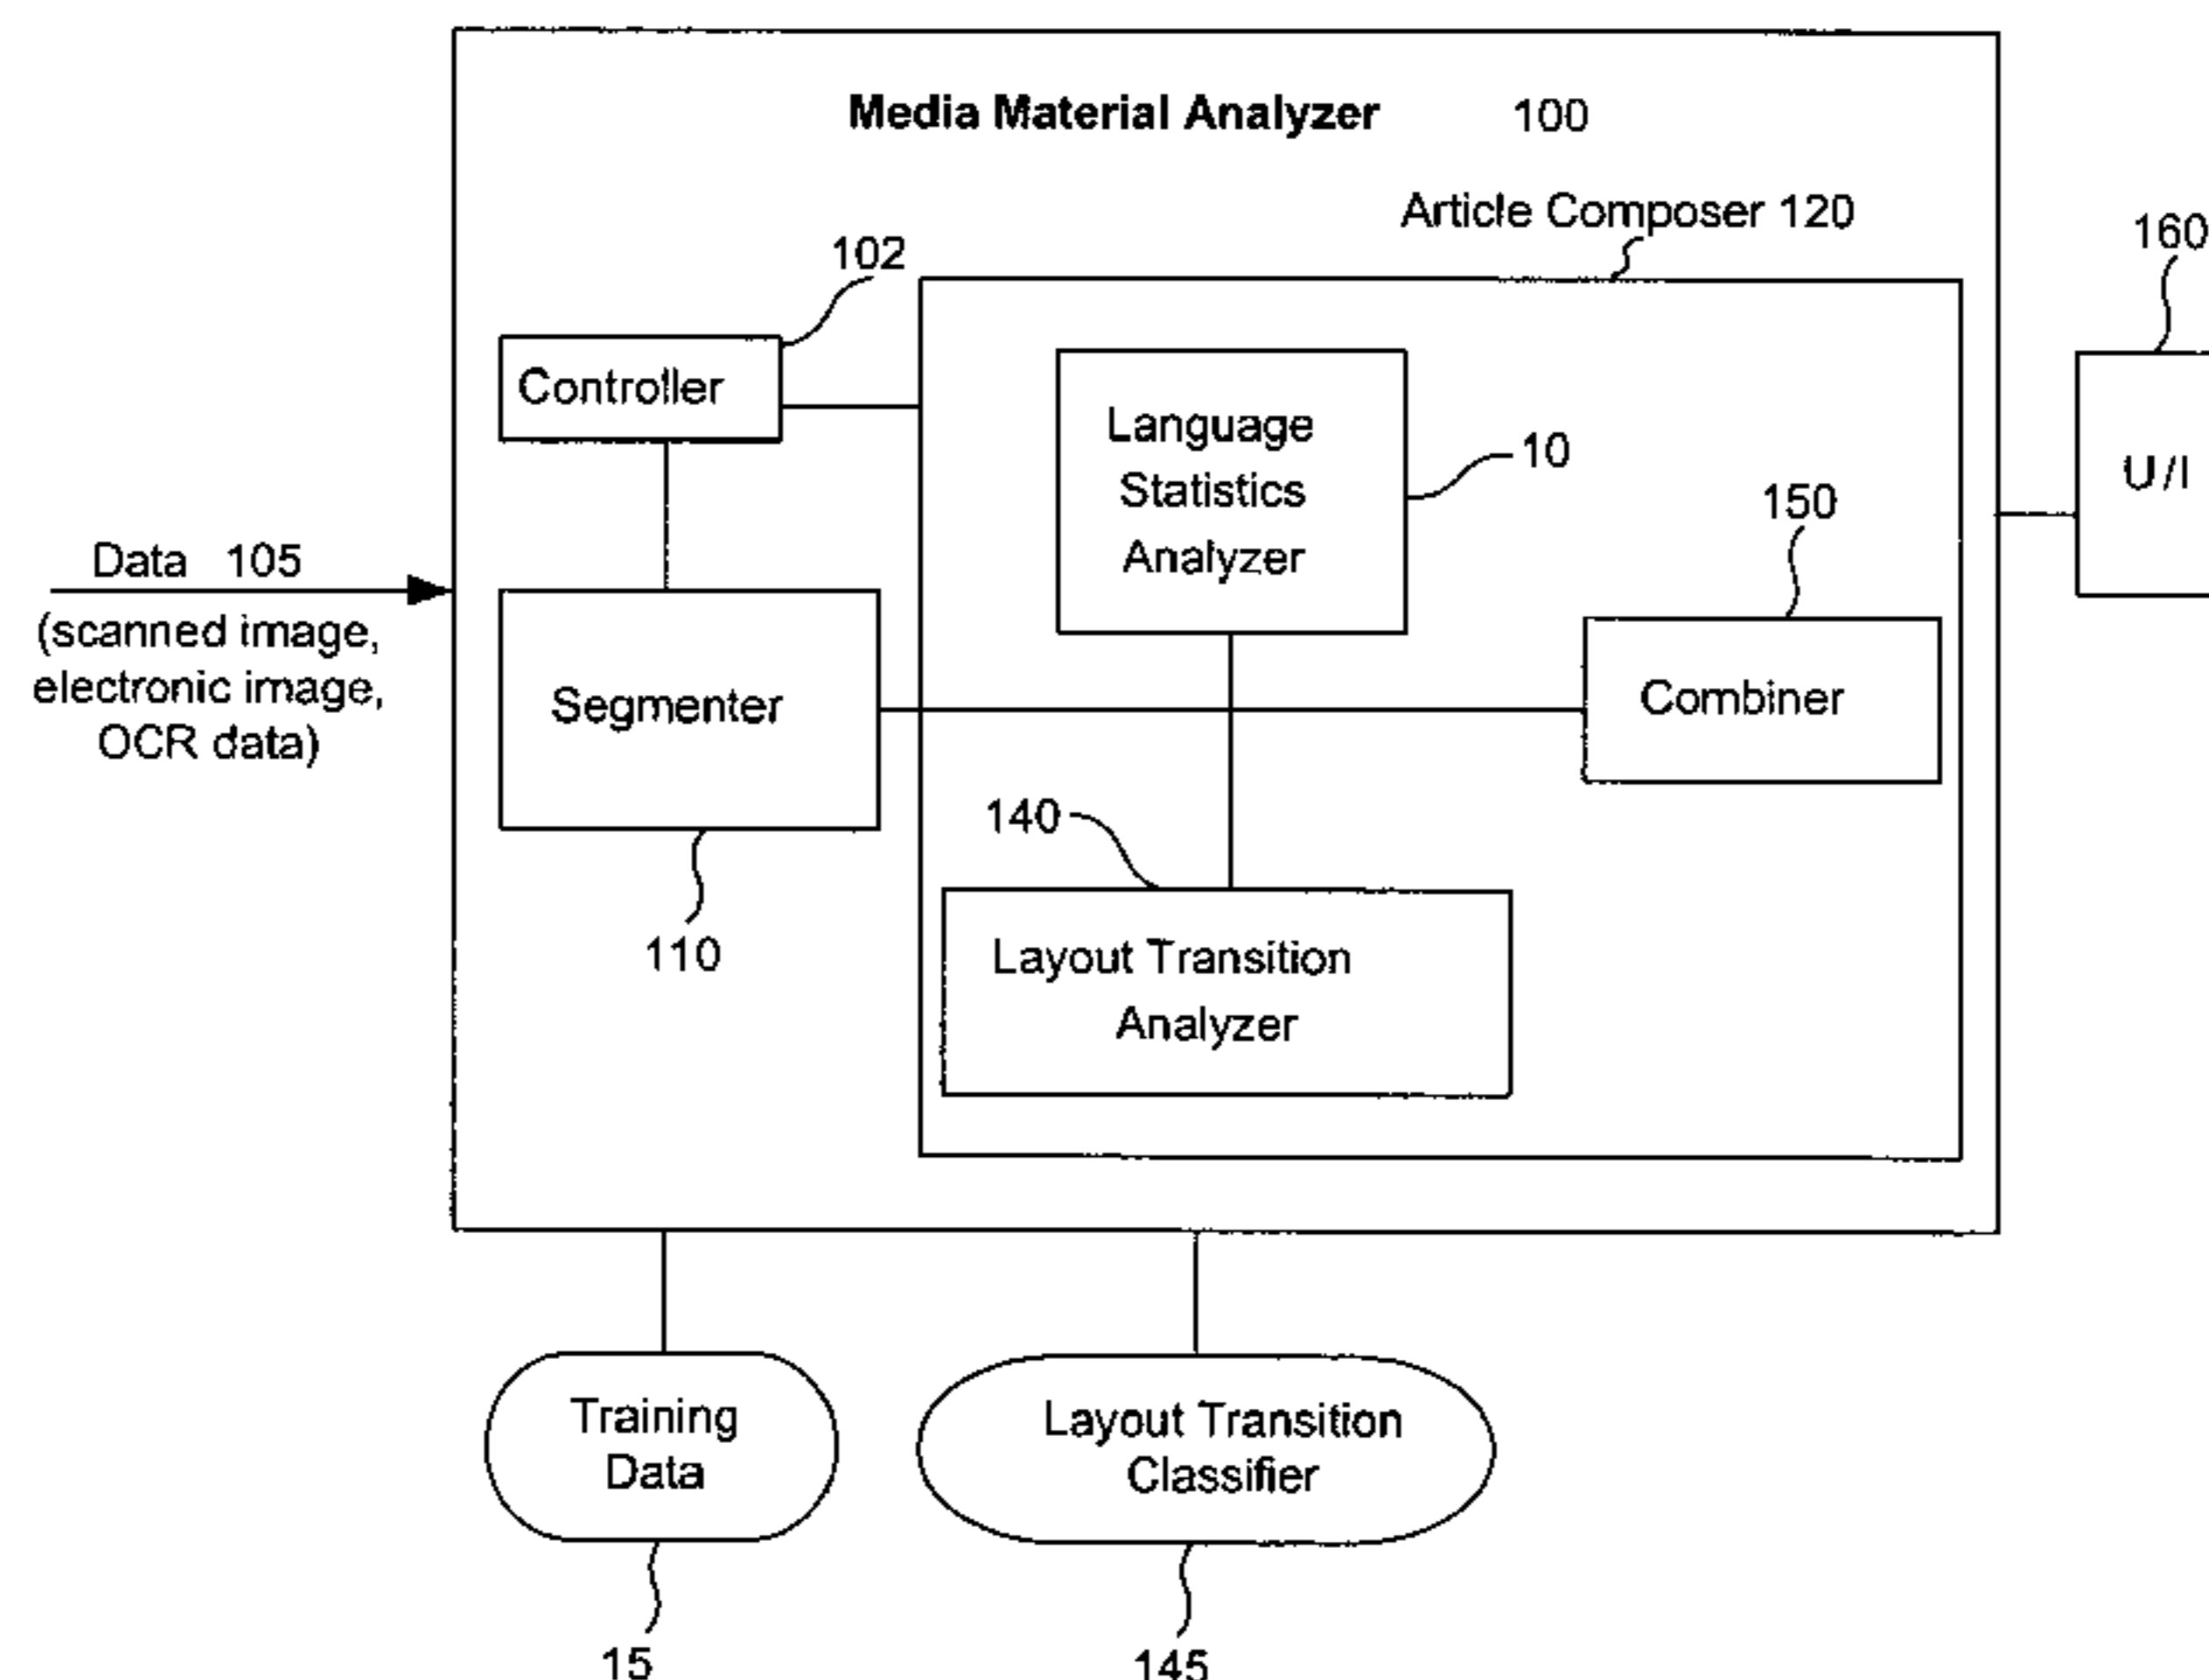 Media Material Analyzer 100
Article Composer 120
102
160
Controller
Language
Statistics
Analyzer
10
U/I
150
Data 105
(scanned image,
electronic image,
OCR data)
Segmenter
Combiner
140
110
Layout Transition
Analyzer
Training
Data
Layout Transition
Classifier
15
145